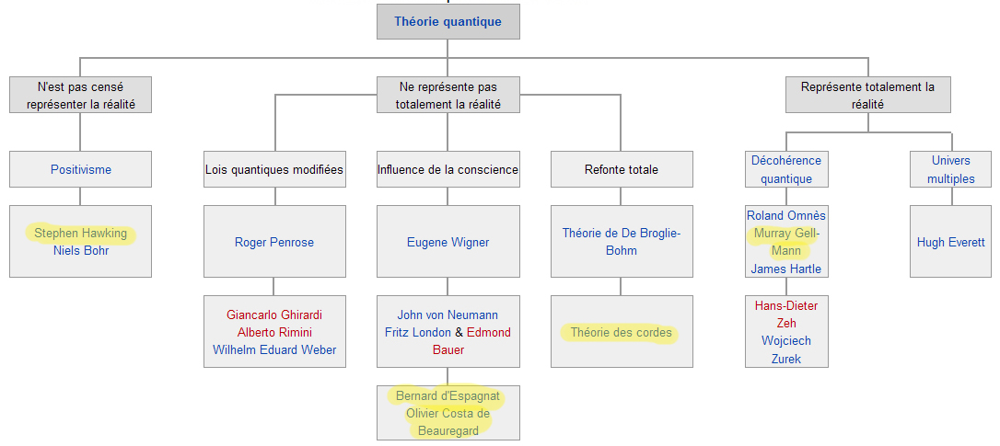 Théorie quantique
N'est pas censé
représenter la réalité
Ne représente pas
totalement la réalité
Représente totalement la
réalité
Positivisme
Lois quantiques modifiées
Influence de la conscience
Refonte totale
Décohérence
quantique
Univers
multiples
Stephen Hawking
Niels Bohr
Roger Penrose
Eugene Wigner
Théorie de De Broglie-
Bohm
Roland Omnès
Murray Gell-
Mann
James Hartle
Hugh Everett
Giancarlo Ghirardi
Alberto Rimini
Wilhelm Eduard Weber
John von Neumann
Fritz London & Edmond
Bauer
Théorie des cordes
Hans-Dieter
Zeh
Wojciech
Zurek
Bernard d'Espagnat
Olivier Costa de
Beauregard